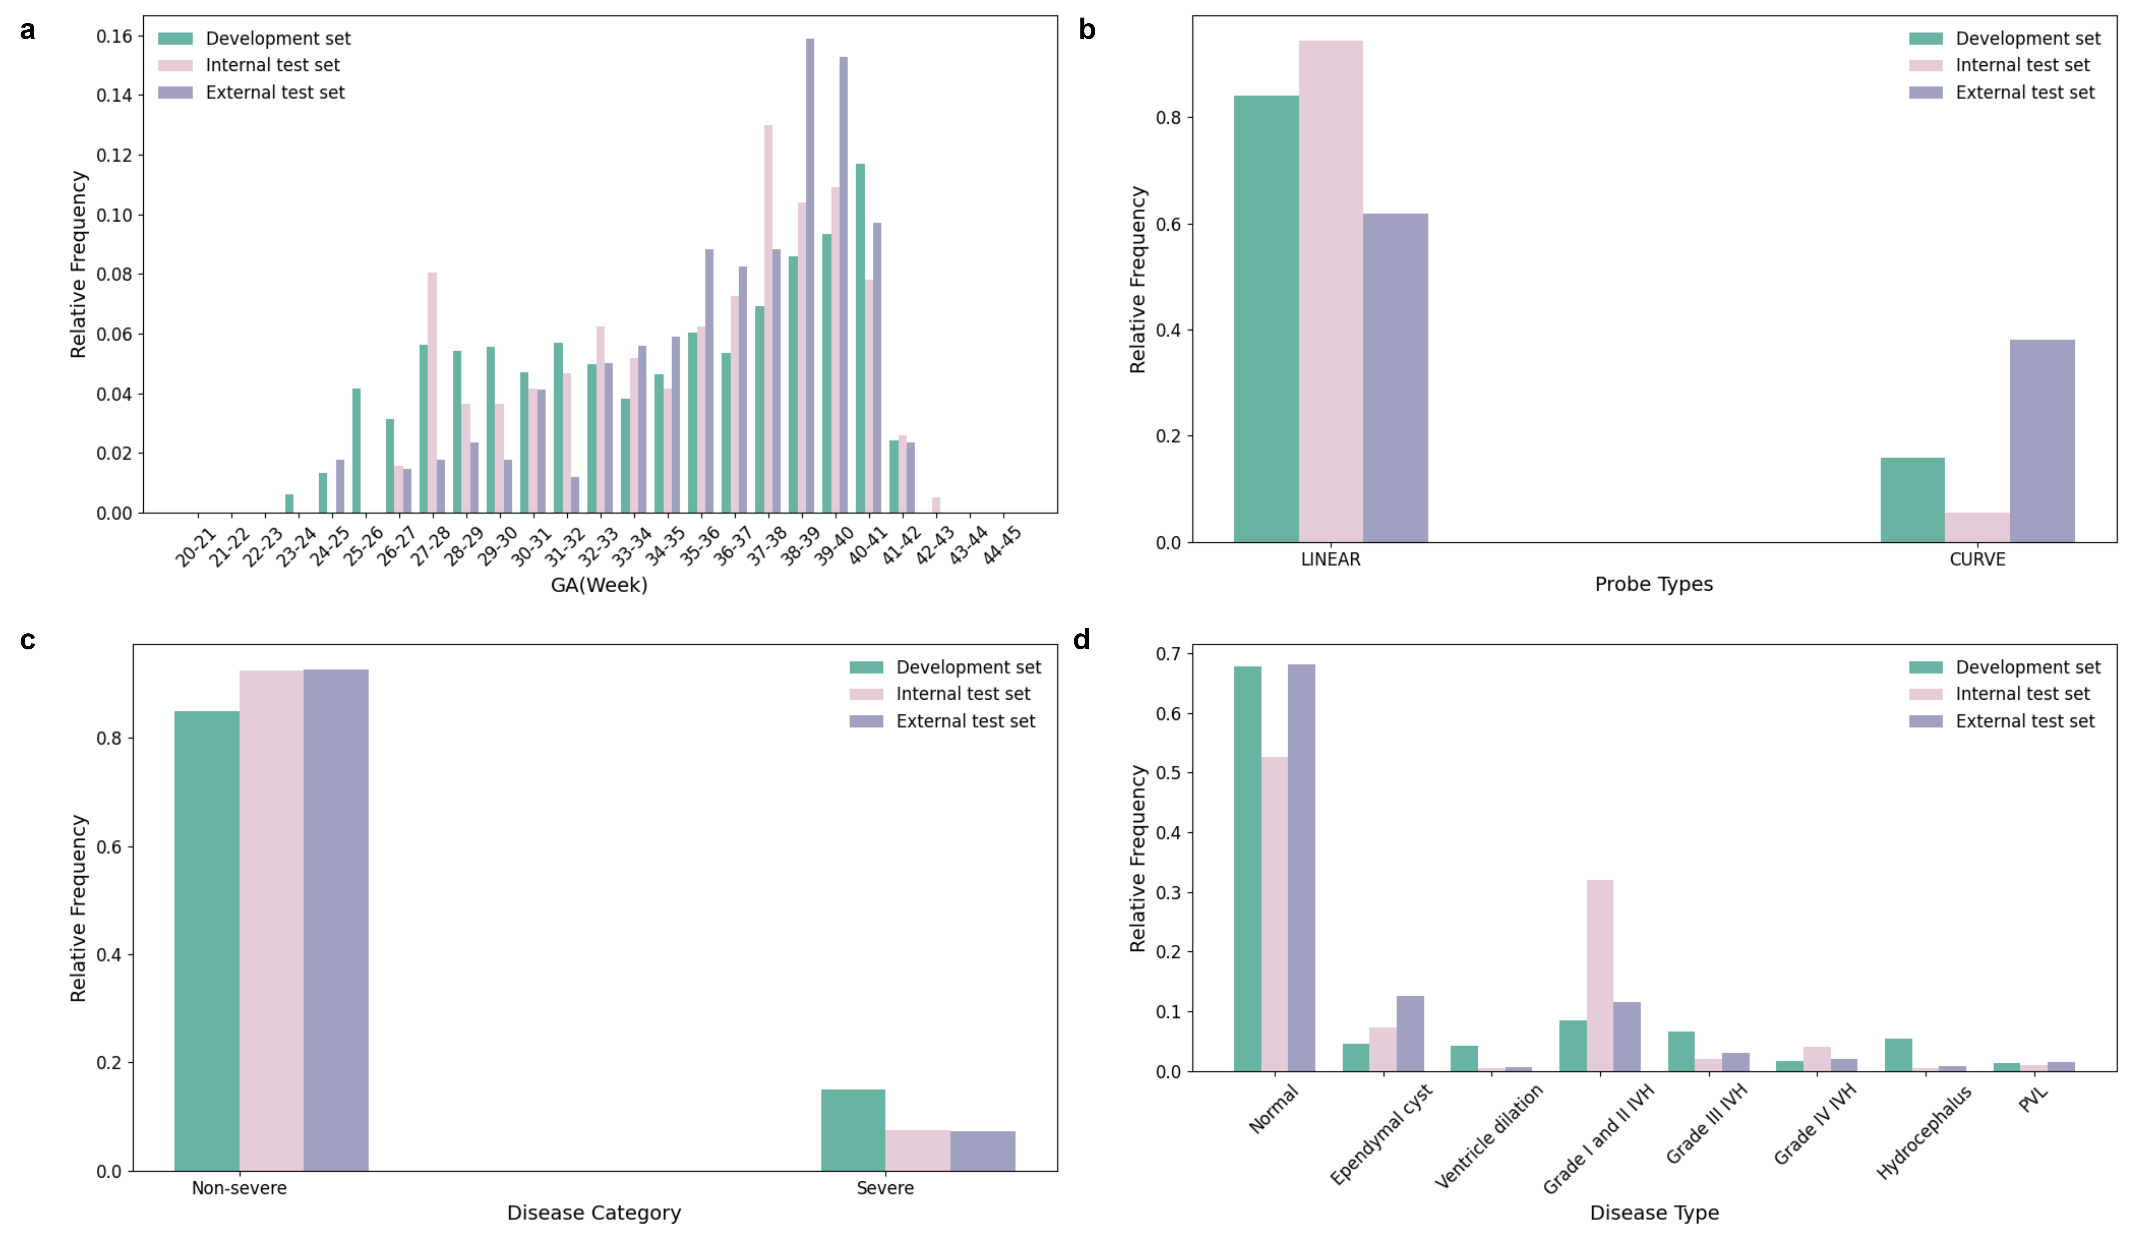 a
Development set
Internal test set
External test set
0.16
0.14
0.12
0.10
0.08
0.06
0.04
0.02
0.00
Relative Frequency
20-21
21-22
22-23
23-24
24-25
25-26
26-27
27-28
28-29
29-30
30-31
31-32
32-33
33-34
34-35
35-36
36-37
37-38
38-39
39-40
40-41
41-42
42-43
43-44
44-45
GA(Week)
b
Development set
Internal test set
External test set
0.8
0.6
0.4
0.2
0.0
Relative Frequency
LINEAR
CURVE
Probe Types
c
Development set
Internal test set
External test set
0.8
0.6
0.4
0.2
0.0
Relative Frequency
Non-severe
Severe
Disease Category
d
Development set
Internal test set
External test set
0.7
0.6
0.5
0.4
0.3
0.2
0.1
0.0
Relative Frequency
Normal
Ependymal cyst
Ventricle dilation
Grade I and II IVH
Grade III IVH
Grade IV IVH
Hydrocephalus
PVL
Disease Type